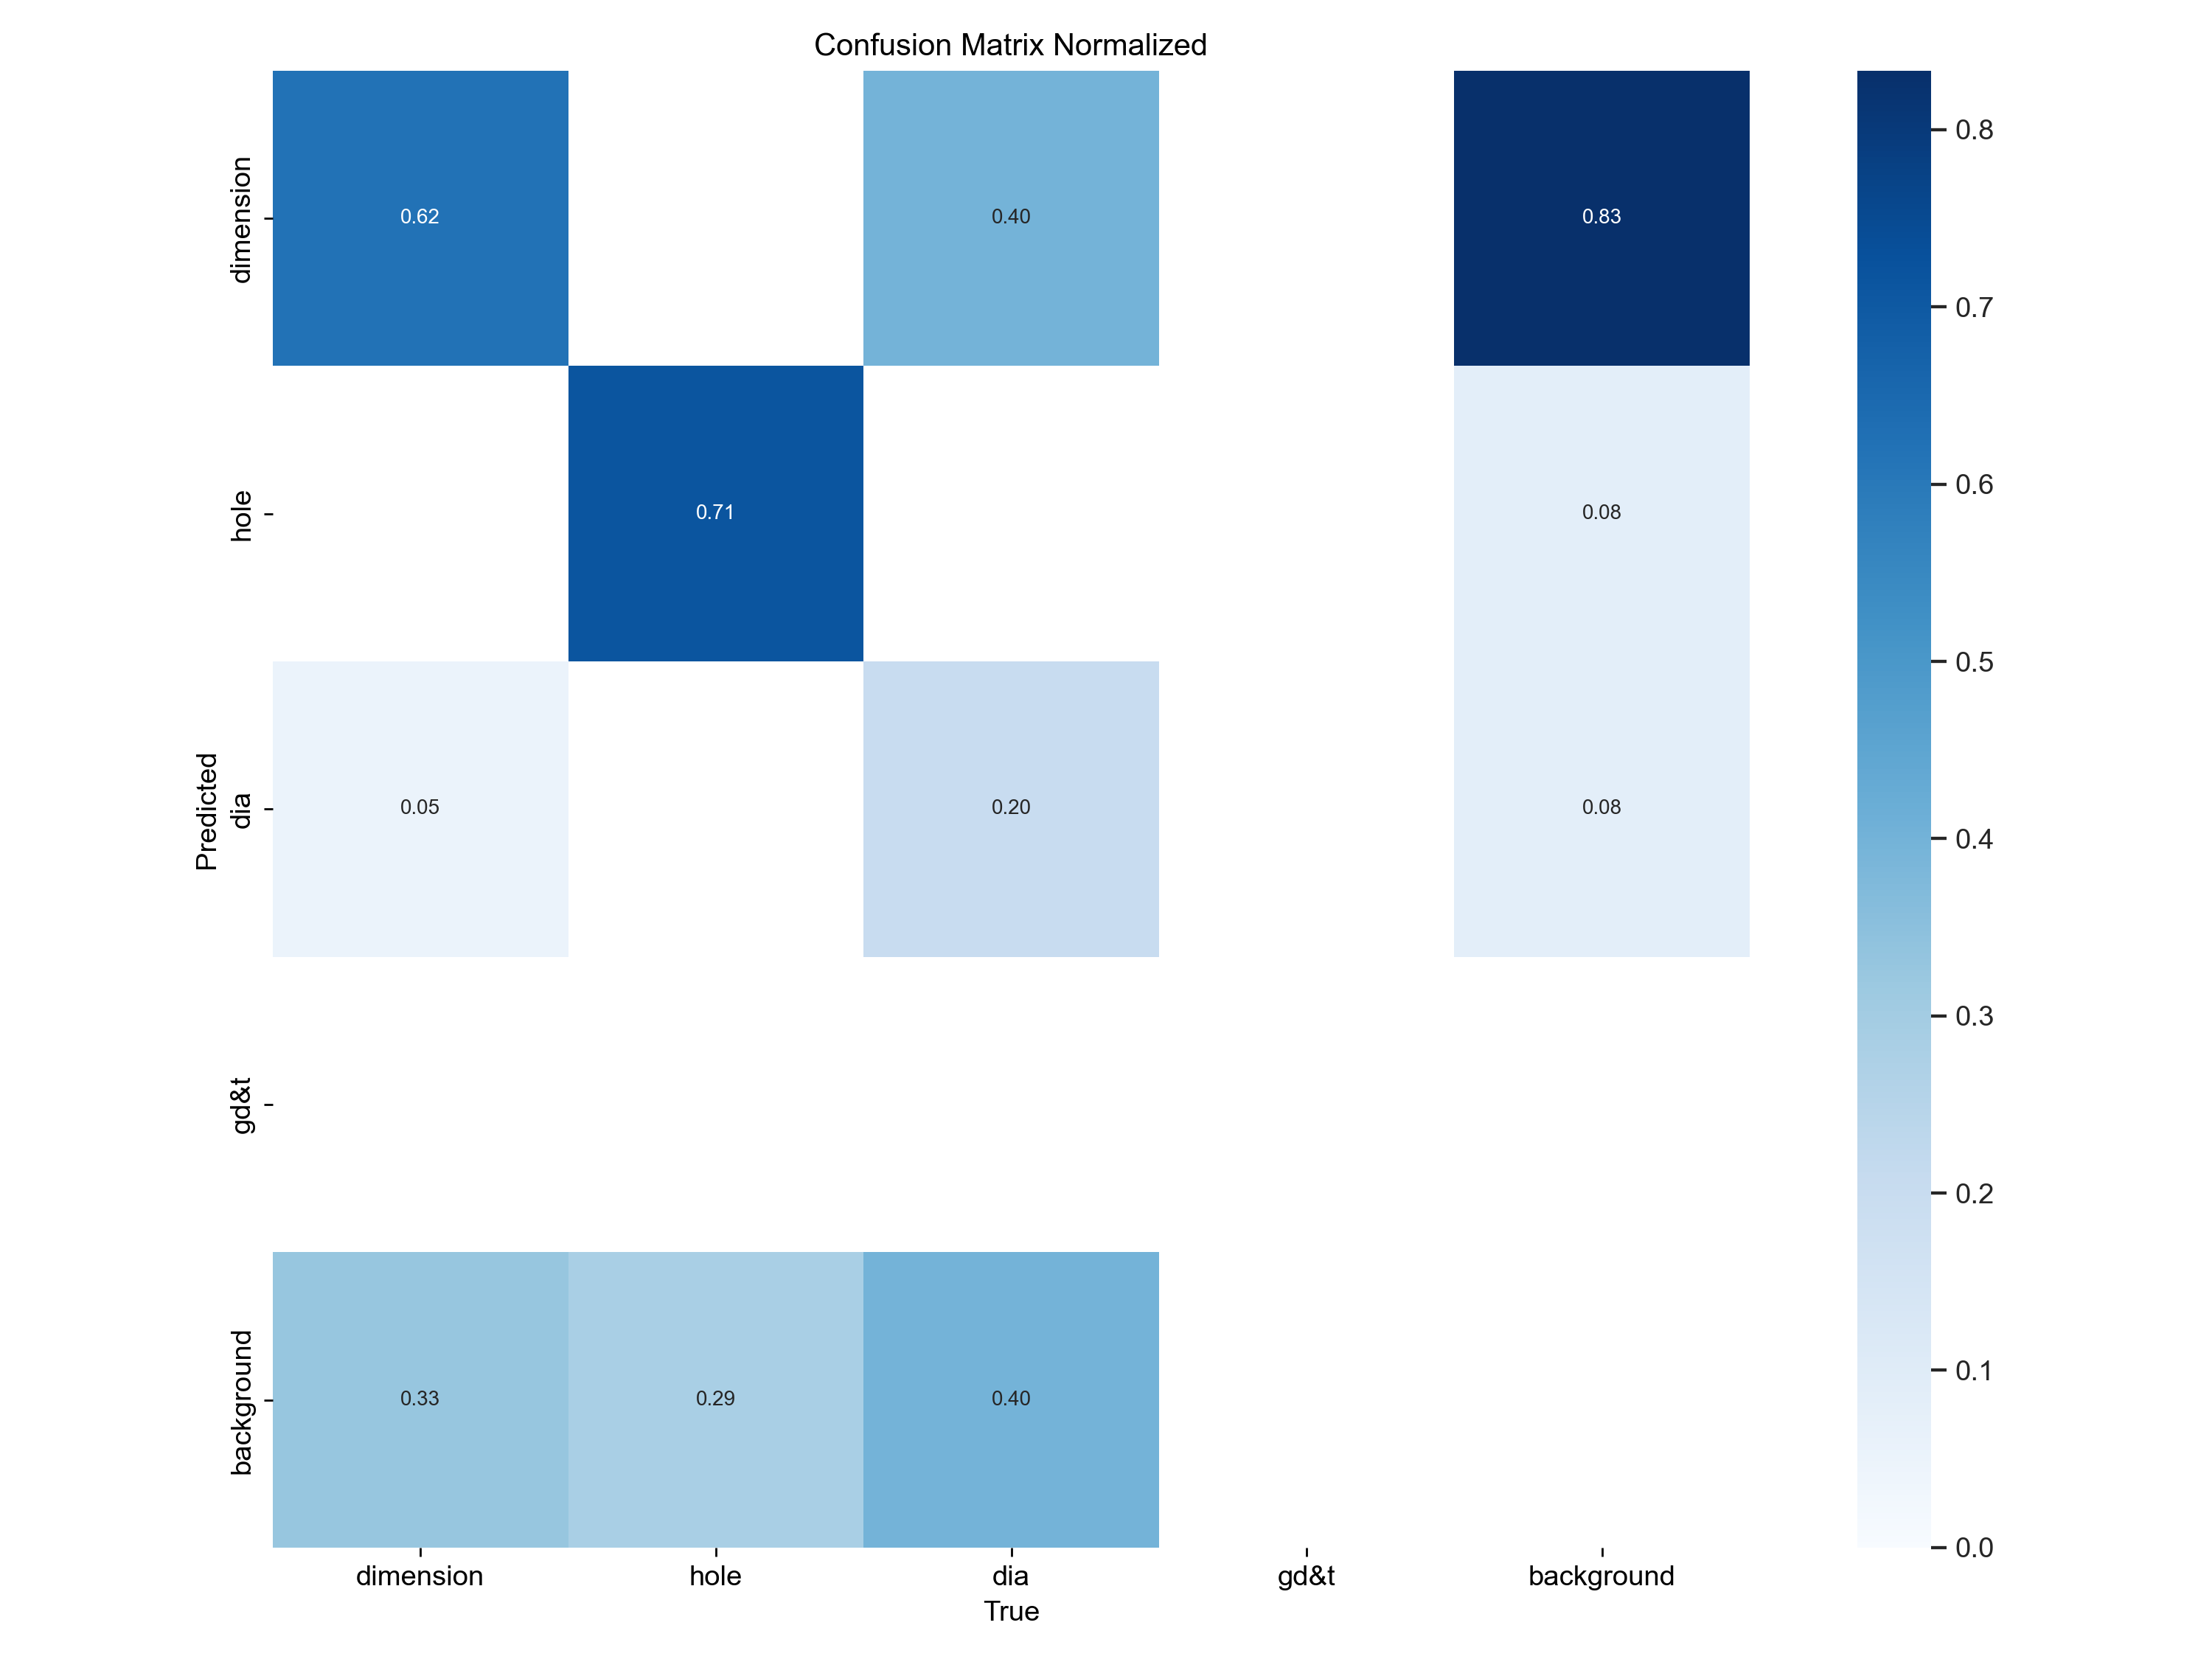 Confusion Matrix Normalized
Predicted
dimension
0.62
0.40
0.83
hole
0.71
0.08
dia
0.05
0.20
0.08
gd&t
background
0.33
0.29
0.40
dimension
hole
dia
gd&t
background
True
0.8
0.7
0.6
0.5
0.4
0.3
0.2
0.1
0.0